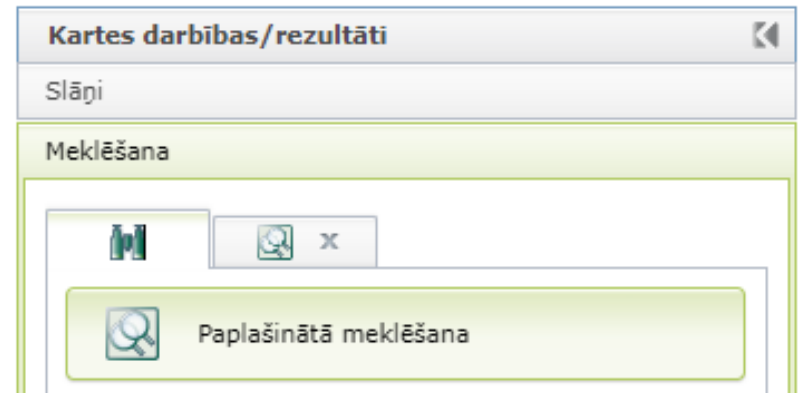 Kartes darbības/rezultāti
Slāņi
Meklēšana
x
Paplašinātā meklēšana